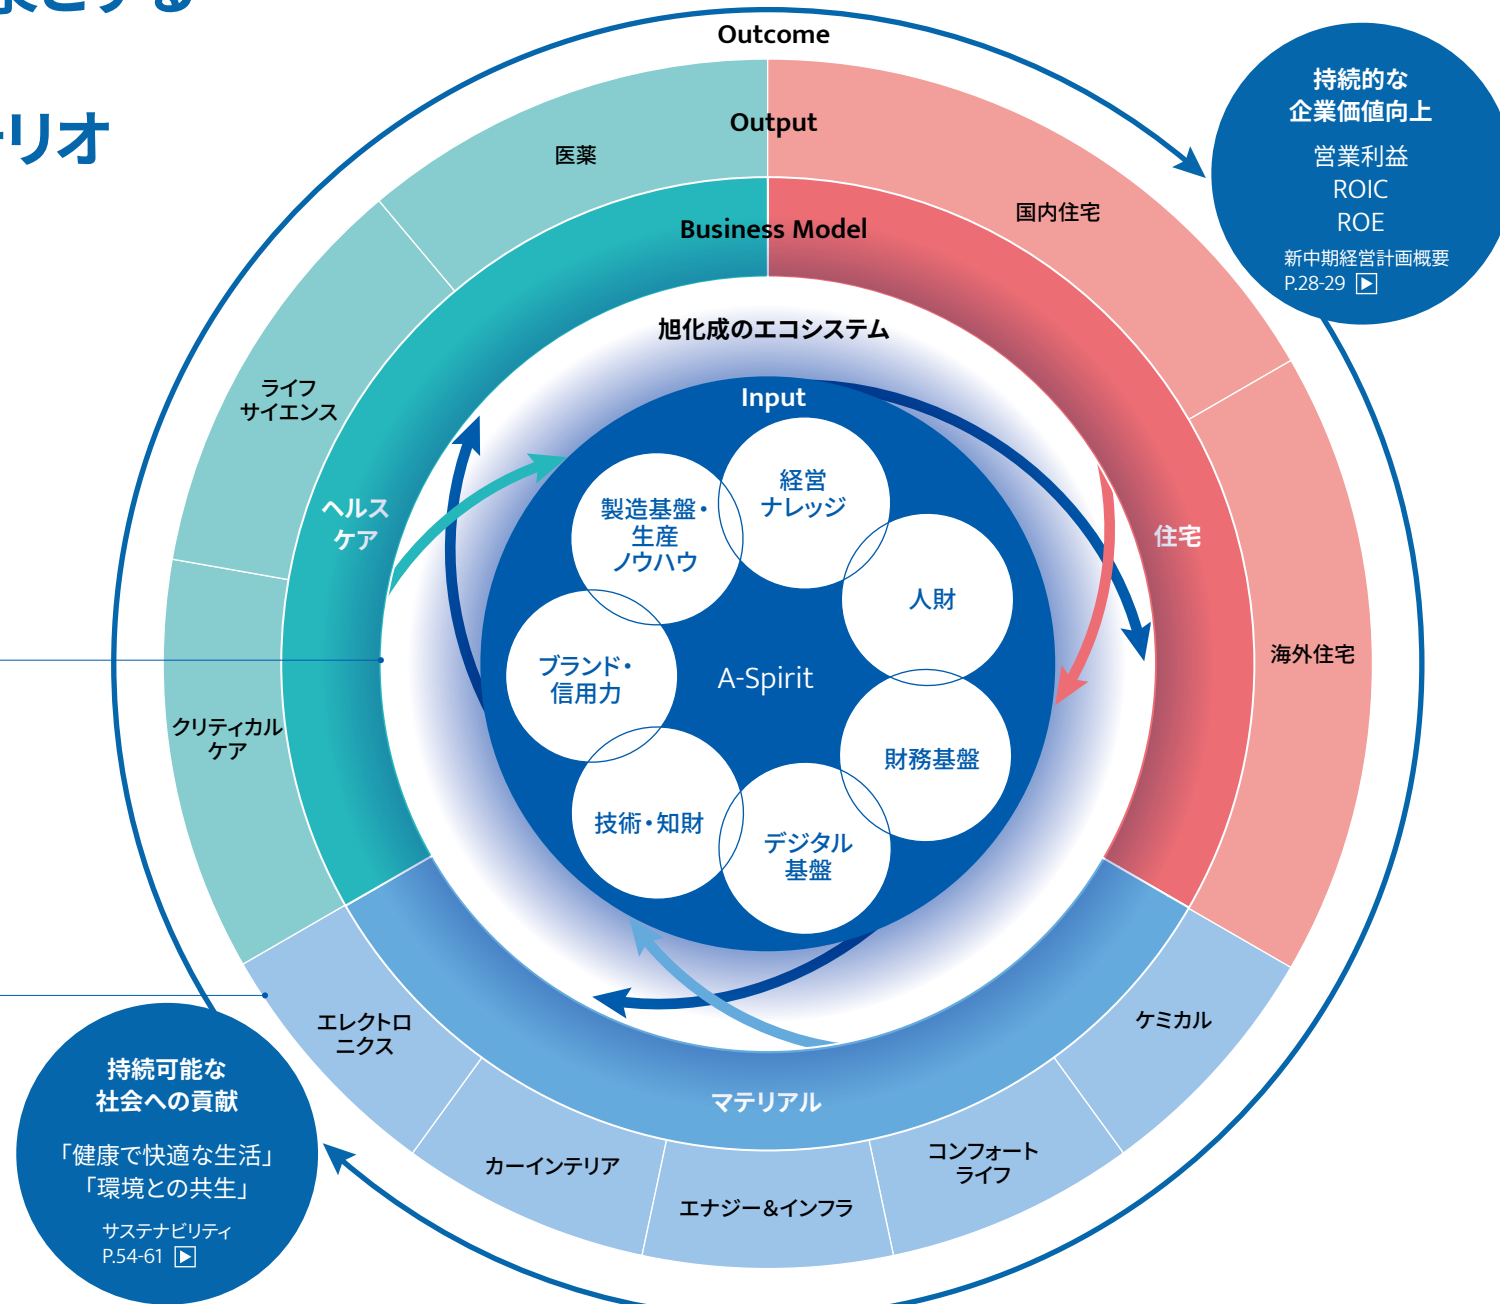 とする
リオ
Outcome
Output
Business Model
旭化成のエコシステム
Input
A-Spirit
経営
ナレッジ
人財
財務基盤
デジタル
基盤
技術・知財
ブランド・
信用力
製造基盤・
生産
ノウハウ
ヘルス
ケア
住宅
マテリアル
医薬
ライフ
サイエンス
クリティカル
ケア
国内住宅
海外住宅
エレクトロ
ニクス
カーインテリア
エナジー&インフラ
コンフォート
ライフ
ケミカル
持続的な
企業価値向上
営業利益
ROIC
ROE
新中期経営計画概要
P.28-29
持続可能な
社会への貢献
「健康で快適な生活」
「環境との共生」
サステナビリティ
P.54-61